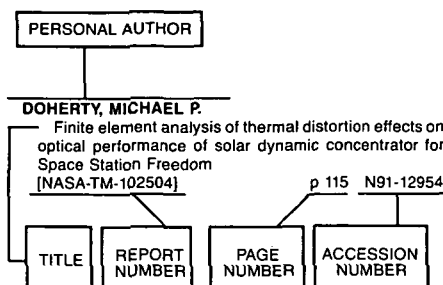 PERSONAL AUTHOR
DOHERTY, MICHAEL P.
Finite element analysis of thermal distortion effects on
optical performance of solar dynamic concentrator for
Space Station Freedom
[NASA-TM-102504] p 115 N91-12954
TITLE REPORT NUMBER PAGE NUMBER ACCESSION NUMBER